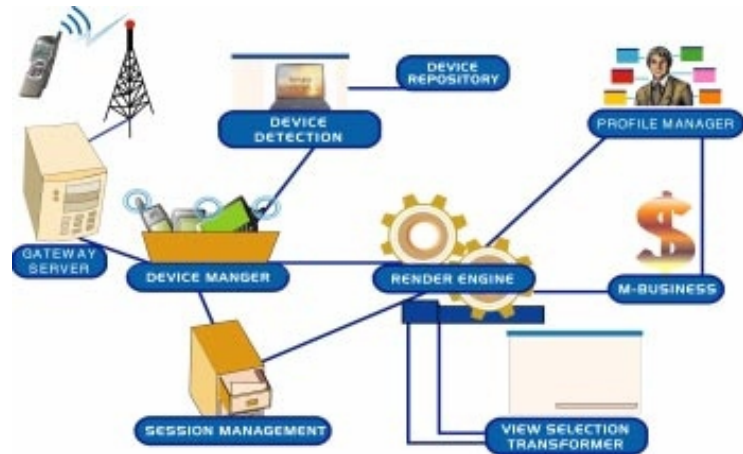 DEVICE
REPOSITORY
DEVICE
DETECTION
PROFILE MANAGER
GATEWAY
SERVER
DEVICE MANGER
RENDER ENGINE
M-BUSINESS
SESSION MANAGEMENT
VIEW SELECTION
TRANSFORMER